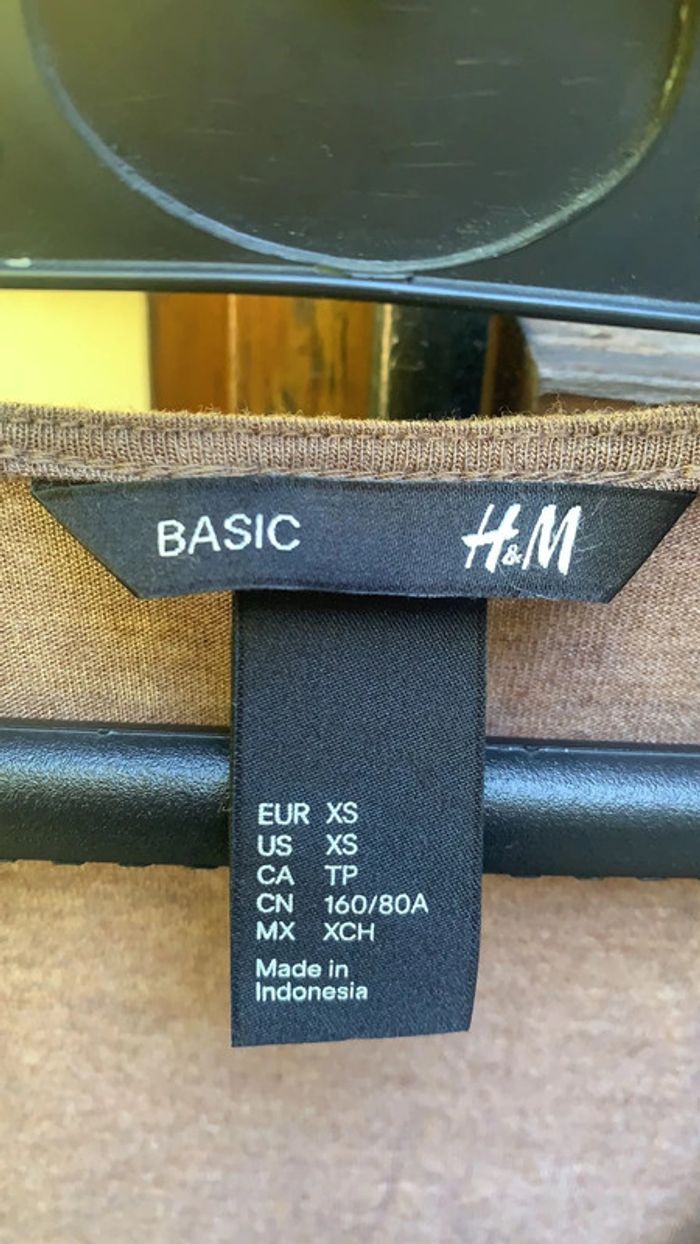 BASIC H&M
EUR XS
US XS
CA TP
CN 160/80A
MX XCH
Made in
Indonesia